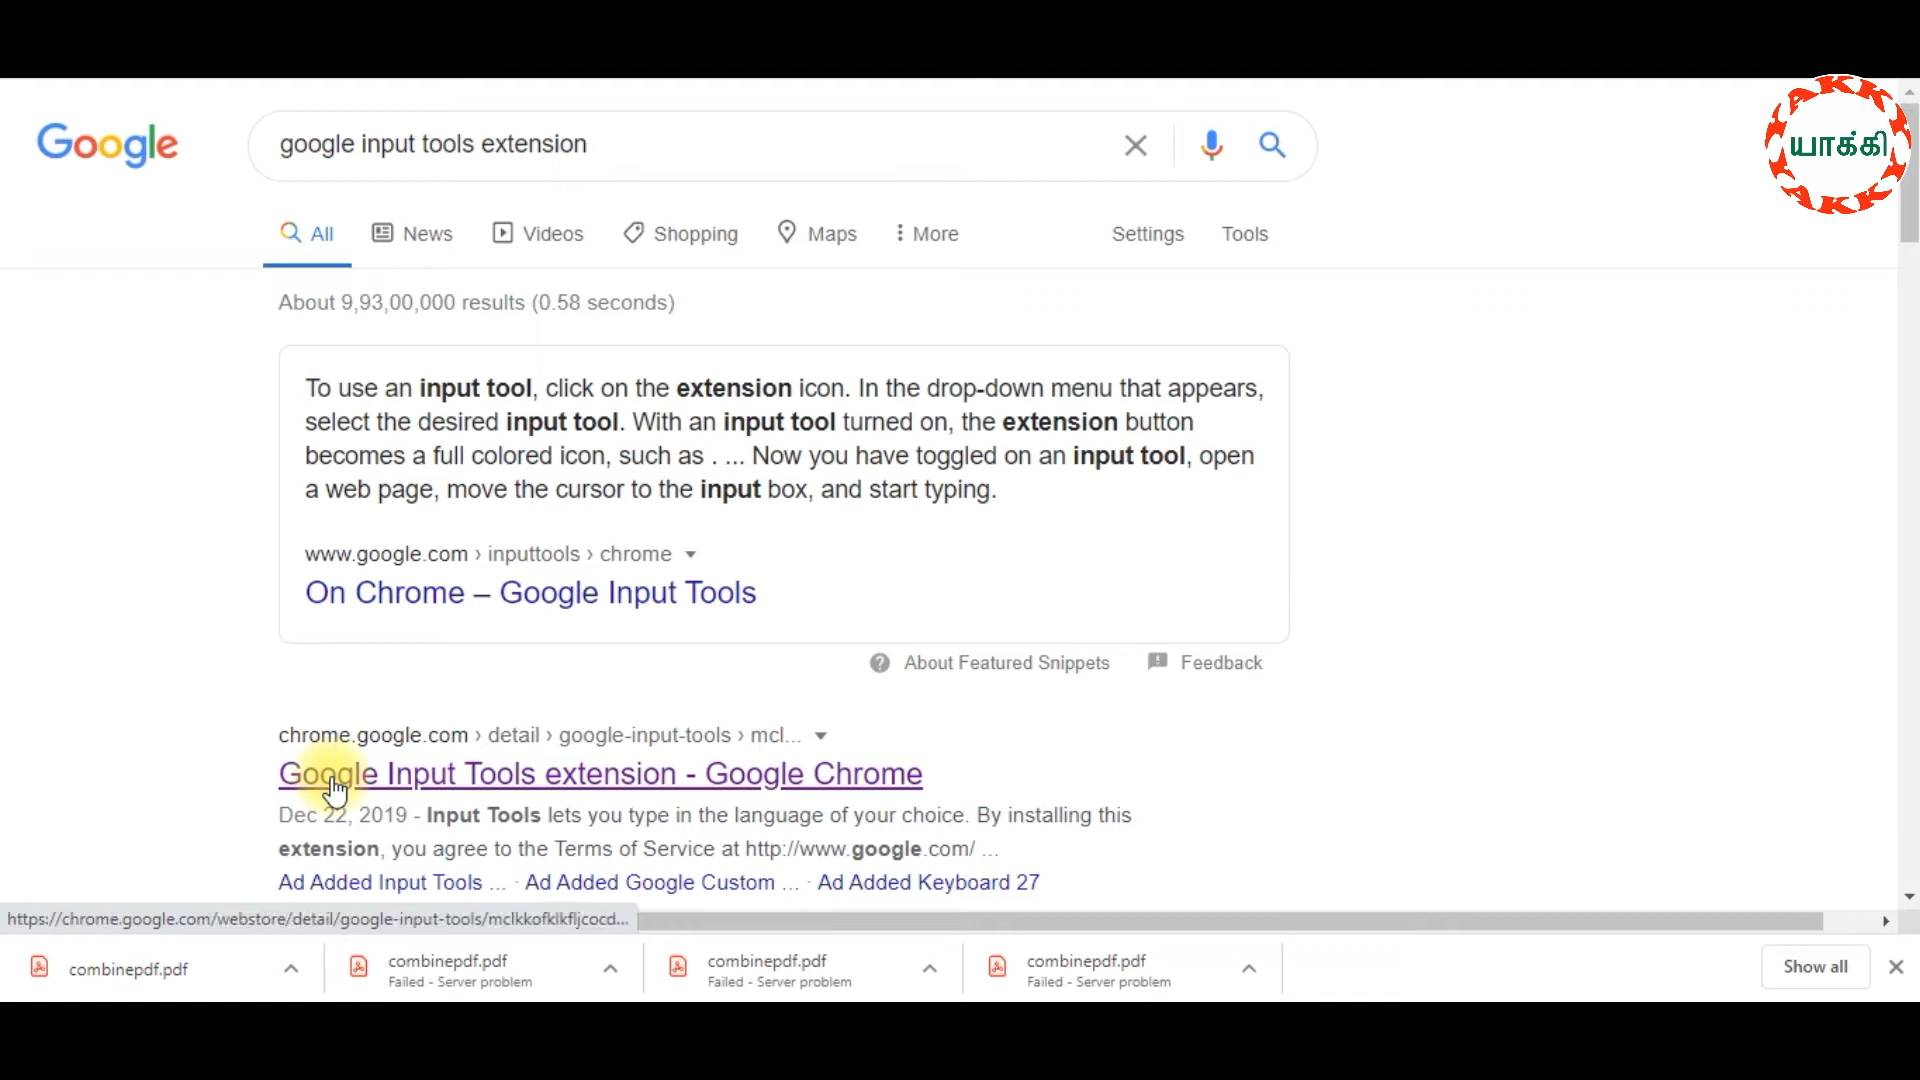 Google
google input tools extension
AKKI
யாக்கி
AKKI
All News Videos Shopping Maps More Settings Tools
About 9,93,00,000 results (0.58 seconds)
To use an input tool, click on the extension icon. In the drop-down menu that appears,
select the desired input tool. With an input tool turned on, the extension button
becomes a full colored icon, such as . ... Now you have toggled on an input tool, open
a web page, move the cursor to the input box, and start typing.
www.google.com › inputtools › chrome
On Chrome – Google Input Tools
About Featured Snippets Feedback
chrome.google.com › detail › google-input-tools › mcl...
Google Input Tools extension - Google Chrome
Dec 22, 2019 - Input Tools lets you type in the language of your choice. By installing this
extension, you agree to the Terms of Service at http://www.google.com/ ...
Ad Added Input Tools ... · Ad Added Google Custom ... · Ad Added Keyboard 27
https://chrome.google.com/webstore/detail/google-input-tools/mclkkofklkfljcocd...
combinepdf.pdf
combinepdf.pdf
Failed - Server problem
combinepdf.pdf
Failed - Server problem
combinepdf.pdf
Failed - Server problem
Show all